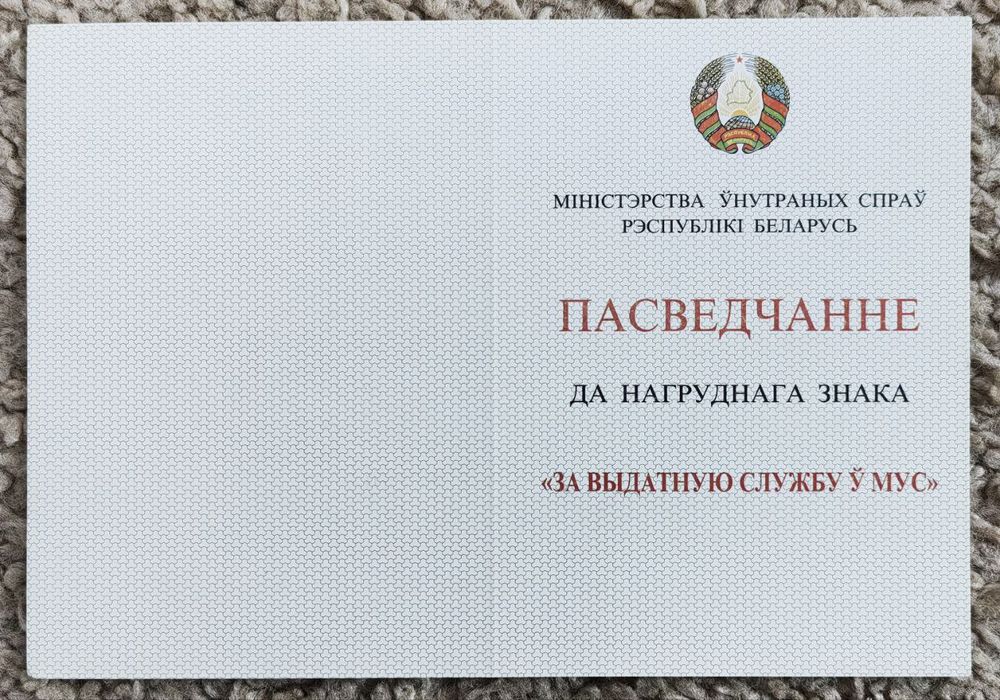 МІНІСТЭРСТВА ЎНУТРАНЫХ СПРАЎ
РЭСПУБЛІКІ БЕЛАРУСЬ
ПАСВЕДЧАННЕ
ДА НАГРУДНАГА ЗНАКА
«ЗА ВЫДАТНУЮ СЛУЖБУ Ў МУС»